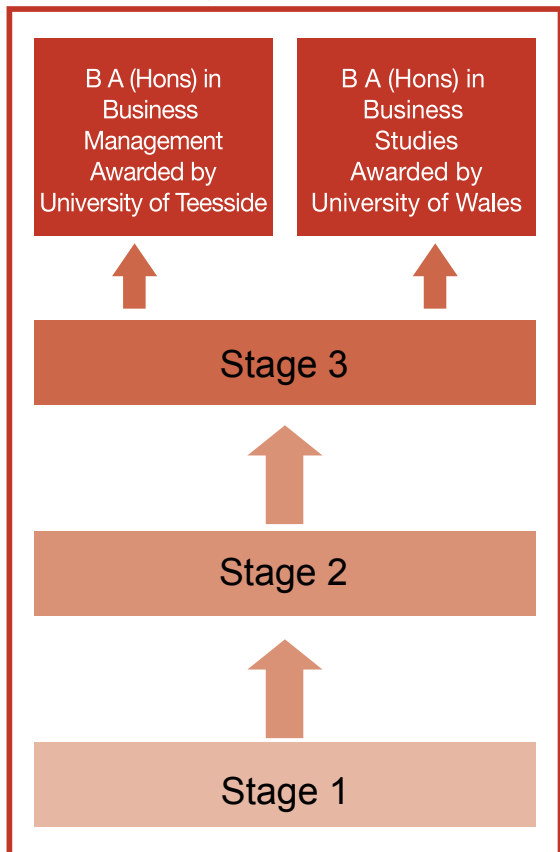 B A (Hons) in
Business
Management
Awarded by
University of Teesside
B A (Hons) in
Business
Studies
Awarded by
University of Wales
Stage 3
Stage 2
Stage 1